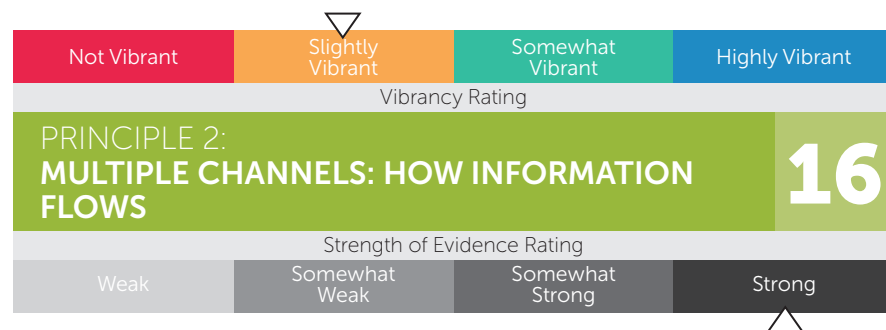 Not Vibrant
Slightly
Vibrant
Somewhat
Vibrant
Highly Vibrant
Vibrancy Rating
PRINCIPLE 2:
MULTIPLE CHANNELS: HOW INFORMATION
FLOWS
16
Strength of Evidence Rating
Weak
Somewhat
Weak
Somewhat
Strong
Strong